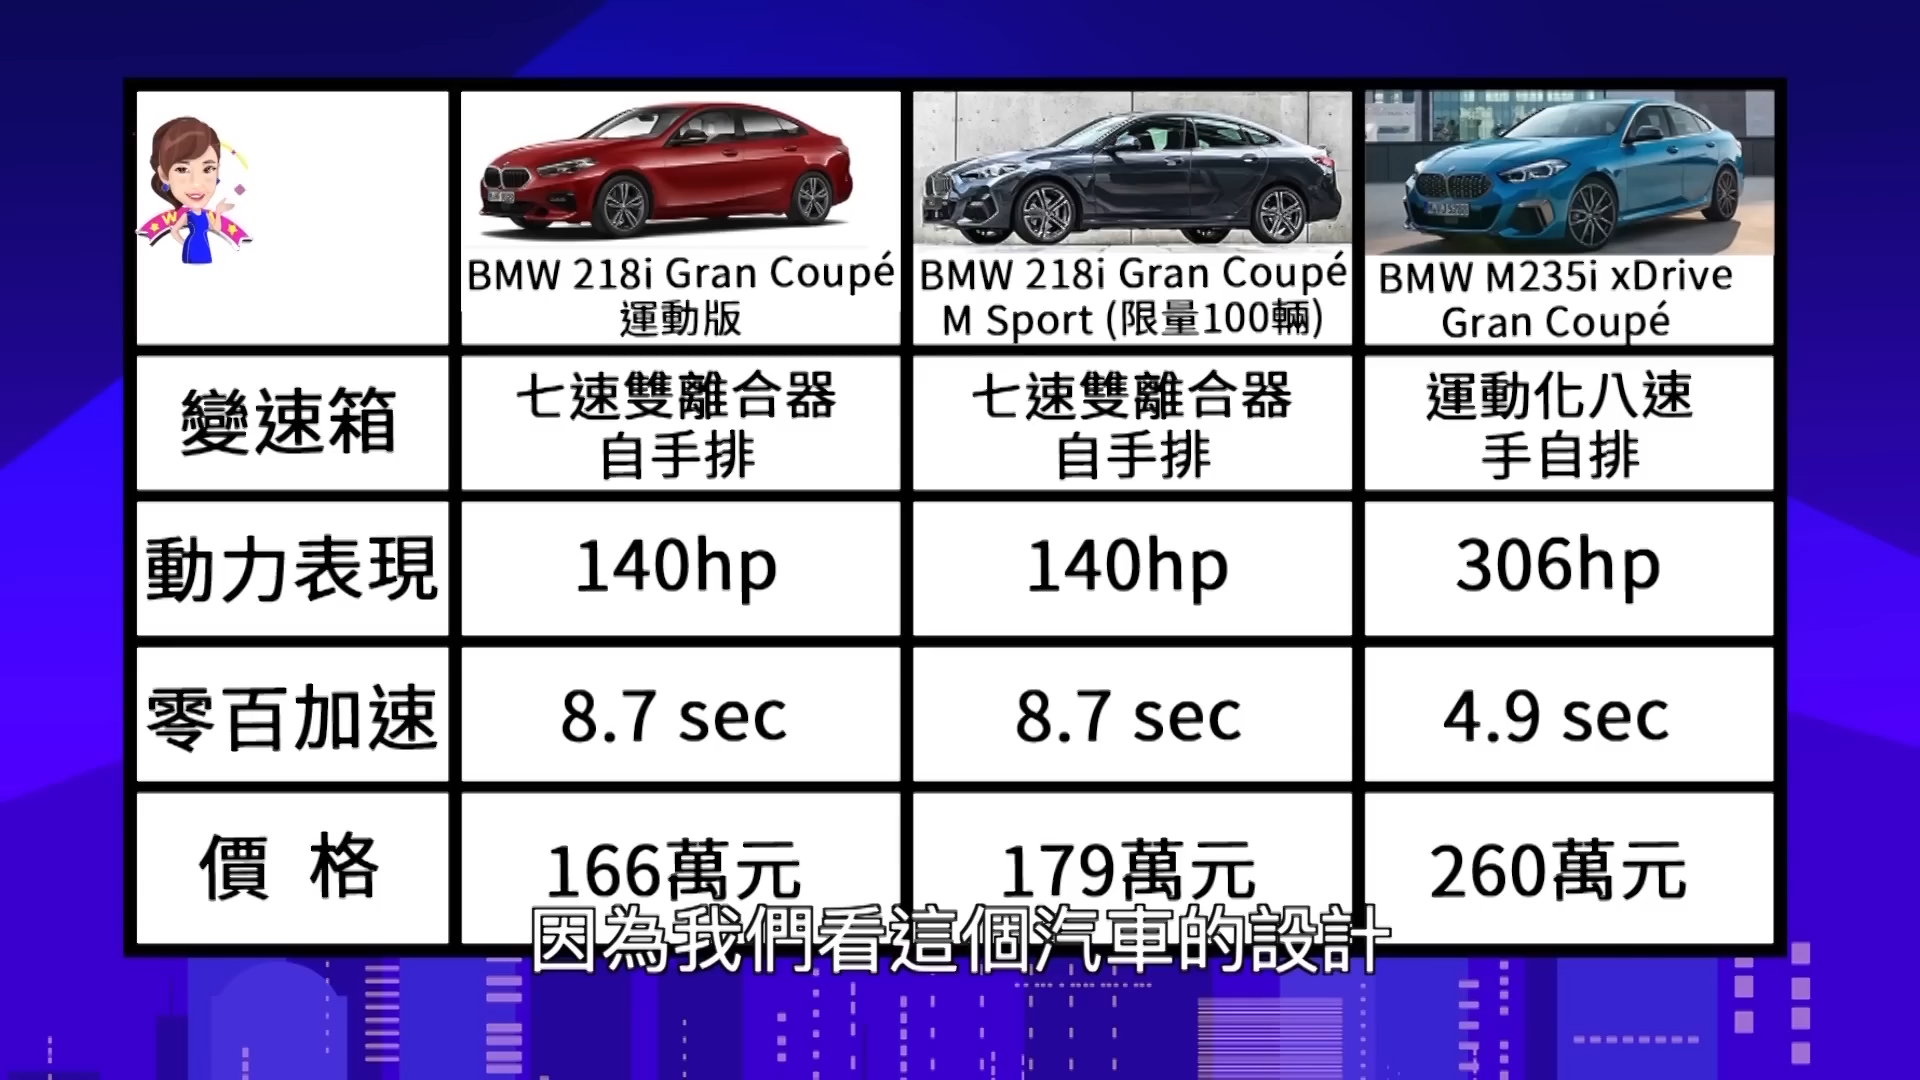 BMW 218i Gran Coupé
運動版
BMW 218i Gran Coupé
M Sport (限量100輛)
BMW M235i xDrive
Gran Coupé
變速箱
七速雙離合器
自手排
七速雙離合器
自手排
運動化八速
手自排
動力表現
140hp
140hp
306hp
零百加速
8.7 sec
8.7 sec
4.9 sec
價格
166萬元
179萬元
260萬元
因為我們看這個汽車的設計